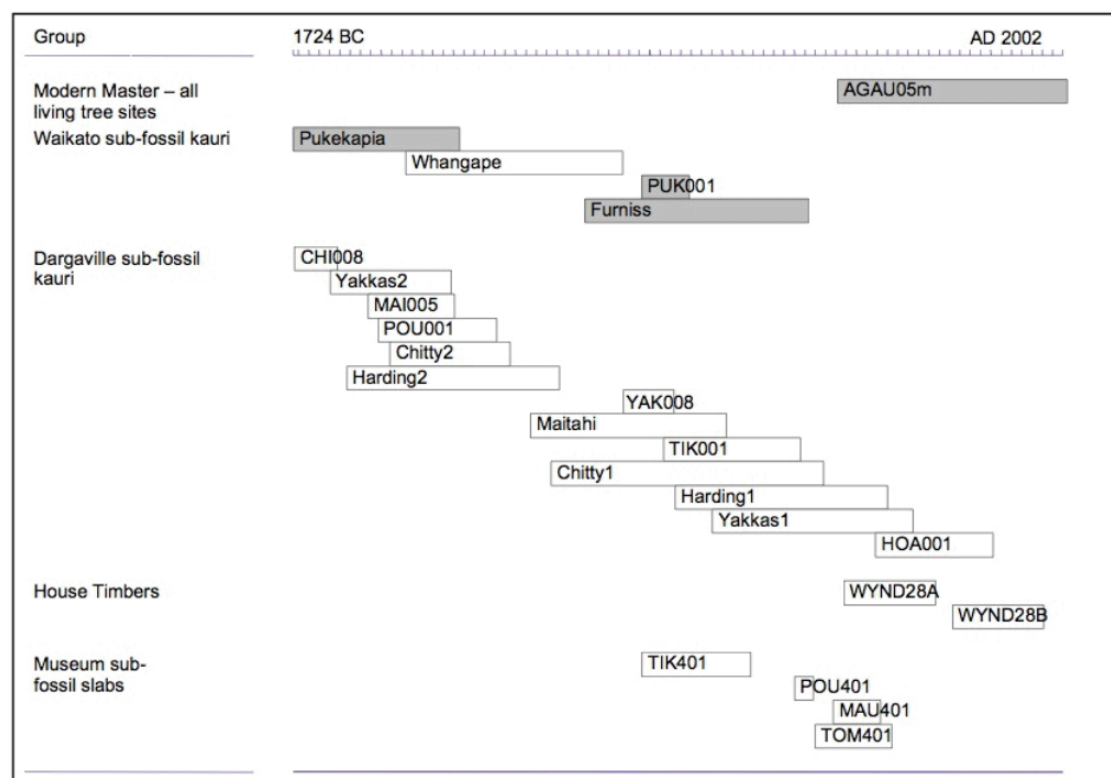 Group 1724 BC AD 2002
Modern Master – all
living tree sites
AGAU05m
Waikato sub-fossil kauri
Pukekapia
Whangape
PUK001
Furniss
Dargaville sub-fossil
kauri
CHI008
Yakkas2
MAI005
POU001
Chitty2
Harding2
YAK008
Maitahi
TIK001
Chitty1
Harding1
Yakkas1
HOA001
House Timbers
WYND28A
WYND28B
Museum sub-
fossil slabs
TIK401
POU401
MAU401
TOM401